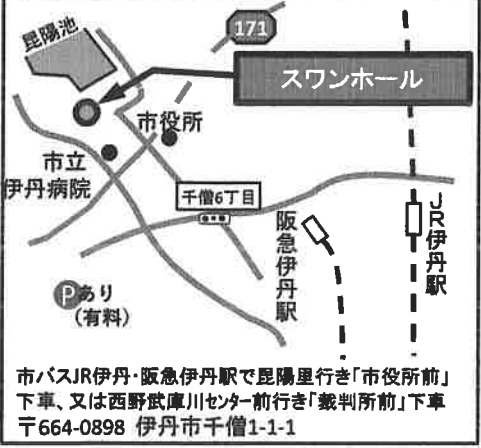 昆陽池
171
スワンホール
市役所
市立
伊丹病院
千僧6丁目
阪急伊丹駅
JR伊丹駅
Pあり
(有料)
市バスJR伊丹・阪急伊丹駅で昆陽里行き「市役所前」
下車、又は西野武庫川センター前行き「裁判所前」下車
〒664-0898 伊丹市千僧1-1-1